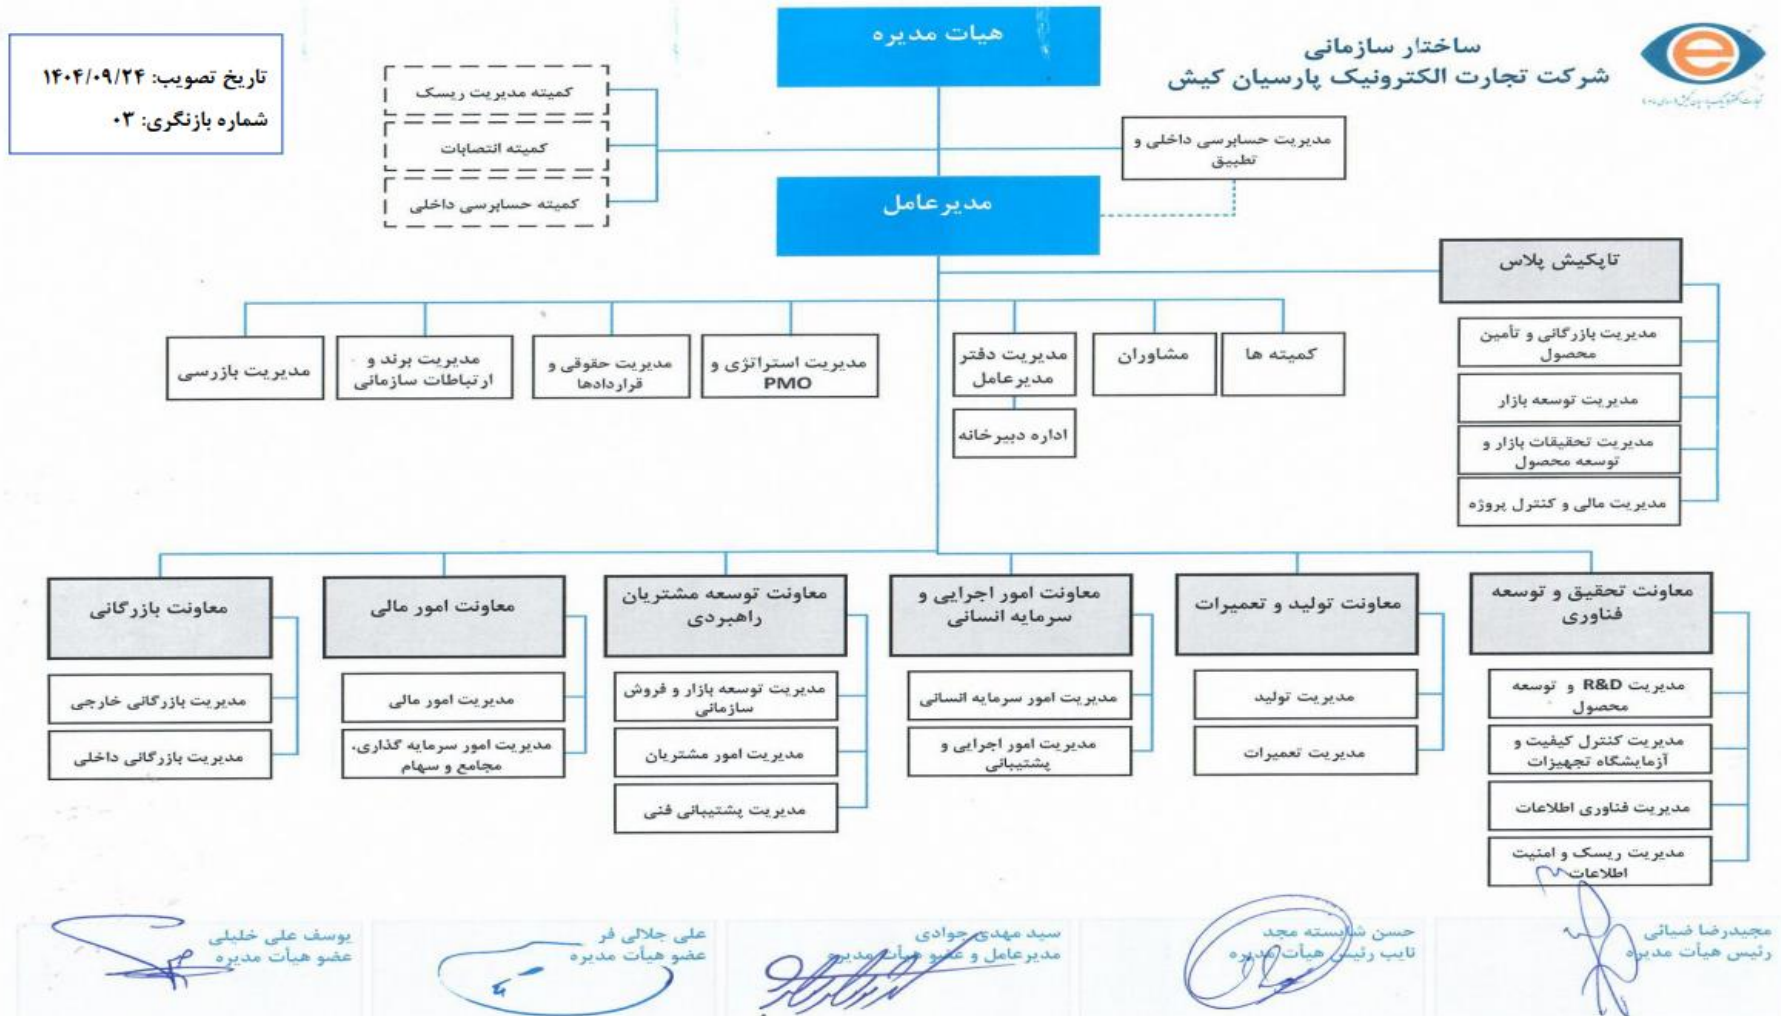 ساختار سازمانی
شرکت تجارت الکترونیک پارسیان کیش
تاریخ تصویب: ۱۴۰۴/۰۹/۲۴
شماره بازنگری: ۰۳
هیات مدیره
کمیته مدیریت ریسک
کمیته انتصابات
کمیته حسابرسی داخلی
مدیریت حسابرسی داخلی و
تطبیق
مدیرعامل
تاپکیش پلاس
مدیریت بازرگانی و تأمین
محصول
مدیریت توسعه بازار
مدیریت تحقیقات بازار و
توسعه محصول
مدیریت مالی و کنترل پروژه
کمیته ها
مشاوران
مدیریت دفتر
مدیرعامل
اداره دبیرخانه
مدیریت استراتژی و
PMO
مدیریت حقوقی و
قراردادها
مدیریت برند و
ارتباطات سازمانی
مدیریت بازرسی
معاونت تحقیق و توسعه
فناوری
مدیریت R&D و توسعه
محصول
مدیریت کنترل کیفیت و
آزمایشگاه تجهیزات
مدیریت فناوری اطلاعات
مدیریت ریسک و امنیت
اطلاعات
معاونت تولید و تعمیرات
مدیریت تولید
مدیریت تعمیرات
معاونت امور اجرایی و
سرمایه انسانی
مدیریت امور سرمایه انسانی
مدیریت امور اجرایی و
پشتیبانی
معاونت توسعه مشتریان
راهبردی
مدیریت توسعه بازار و فروش
سازمانی
مدیریت امور مشتریان
مدیریت پشتیبانی فنی
معاونت امور مالی
مدیریت امور مالی
مدیریت امور سرمایه گذاری،
مجامع و سهام
معاونت بازرگانی
مدیریت بازرگانی خارجی
مدیریت بازرگانی داخلی
مجیدرضا ضیائی
رئیس هیأت مدیره
حسن شایسته مجد
نایب رئیس هیأت مدیره
سید مهدی جوادی
مدیرعامل و عضو هیأت مدیره
علی جلالی فر
عضو هیأت مدیره
یوسف علی خلیلی
عضو هیأت مدیره